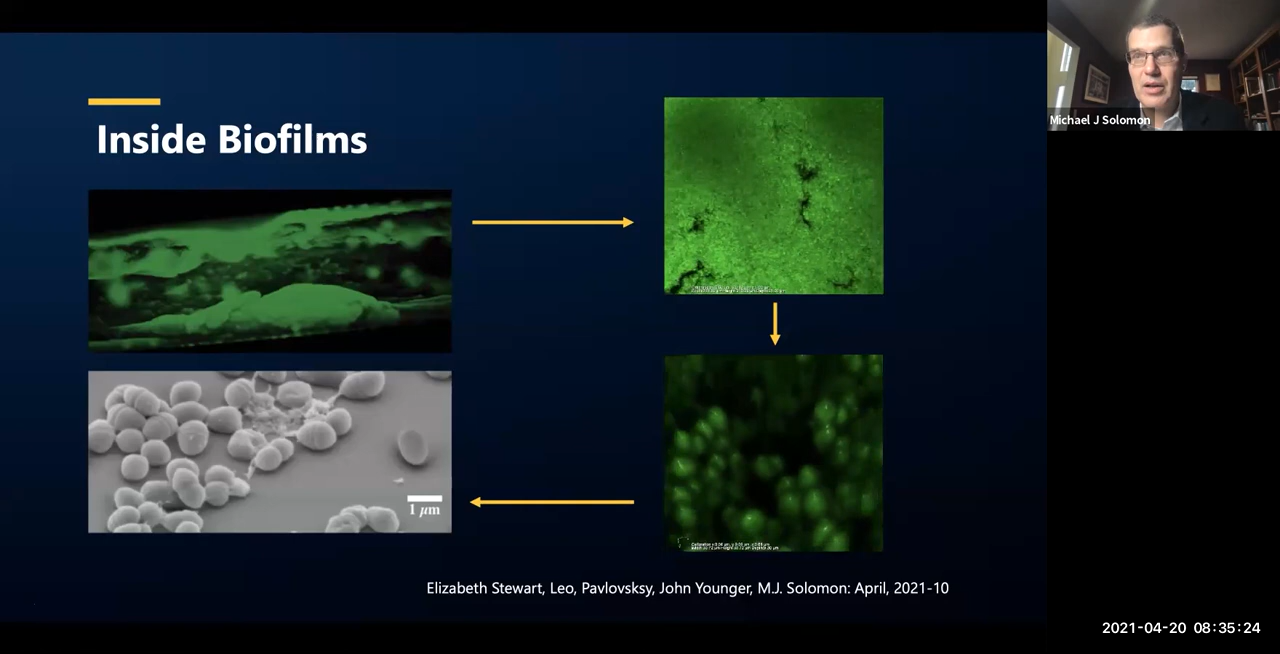 Inside Biofilms
Michael J Solomon
1 μm
Elizabeth Stewart, Leo, Pavlovsksy, John Younger, M.J. Solomon: April, 2021-10
2021-04-20 08:35:24